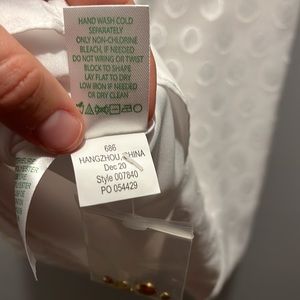 HAND WASH COLD
SEPARATELY
ONLY NON-CHLORINE
BLEACH, IF NEEDED
DO NOT WRING OR TWIST
BLOCK TO SHAPE
LAY FLAT TO DRY
LOW IRON IF NEEDED
OR DRY CLEAN
686
HANGZHOU, CHINA
Dec 20
Style 007840
PO 054429